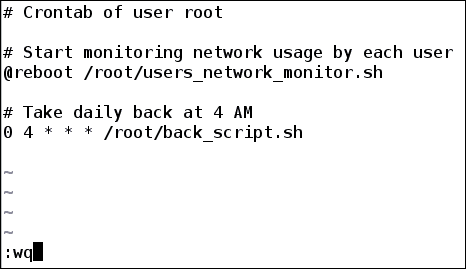 # Crontab of user root
# Start monitoring network usage by each user
@reboot /root/users_network_monitor.sh
# Take daily back at 4 AM
0 4 * * * /root/back_script.sh
~
~
~
~
:wq